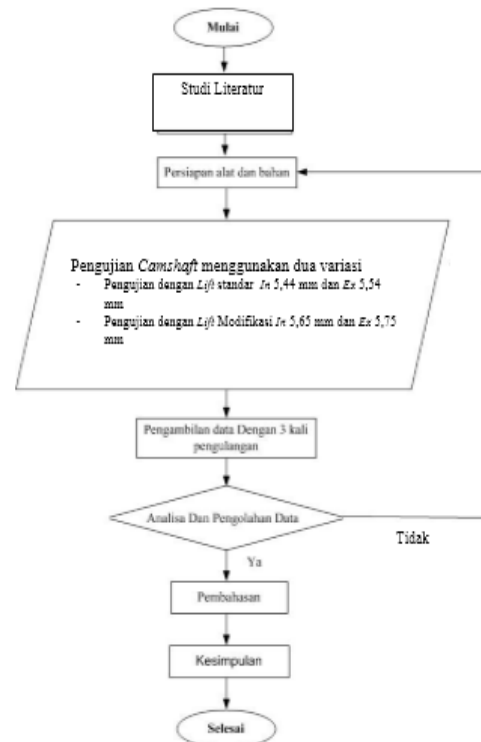 Mulai
Studi Literatur
Persiapan alat dan bahan
Pengujian Camshaft menggunakan dua variasi
- Pengujian dengan Lift standar In 5,44 mm dan Ex 5,54
mm
- Pengujian dengan Lift Modifikasi In 5,65 mm dan Ex 5,75
mm
Pengambilan data Dengan 3 kali
pengulangan
Analisa Dan Pengolahan Data
Tidak
Ya
Pembahasan
Kesimpulan
Selesai